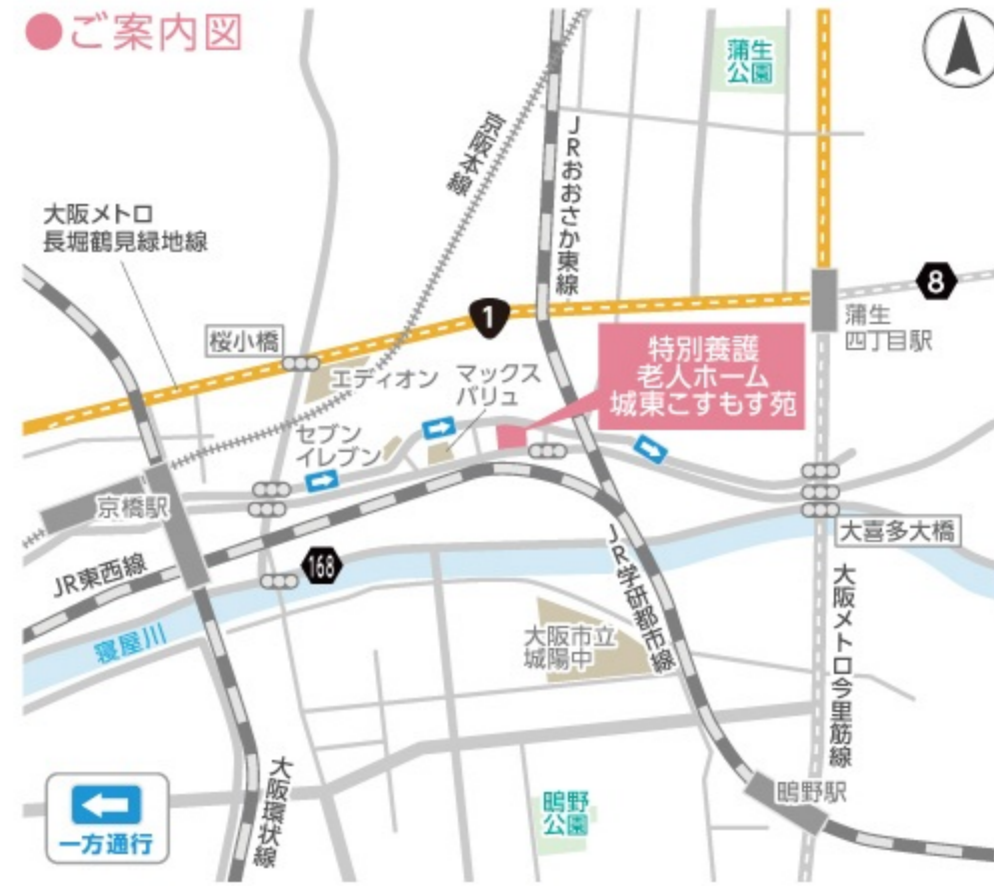 ●ご案内図
蒲生
公園
京阪本線
JRおおさか東線
大阪メトロ
長堀鶴見緑地線
8
1
桜小橋
蒲生
四丁目駅
特別養護
老人ホーム
城東こすもす苑
エディオン
マックス
バリュ
セブン
イレブン
京橋駅
大喜多大橋
JR東西線
168
JR学研都市線
大阪メトロ今里筋線
寝屋川
大阪市立
城陽中
大阪環状線
鴫野駅
鴫野
公園
一方通行